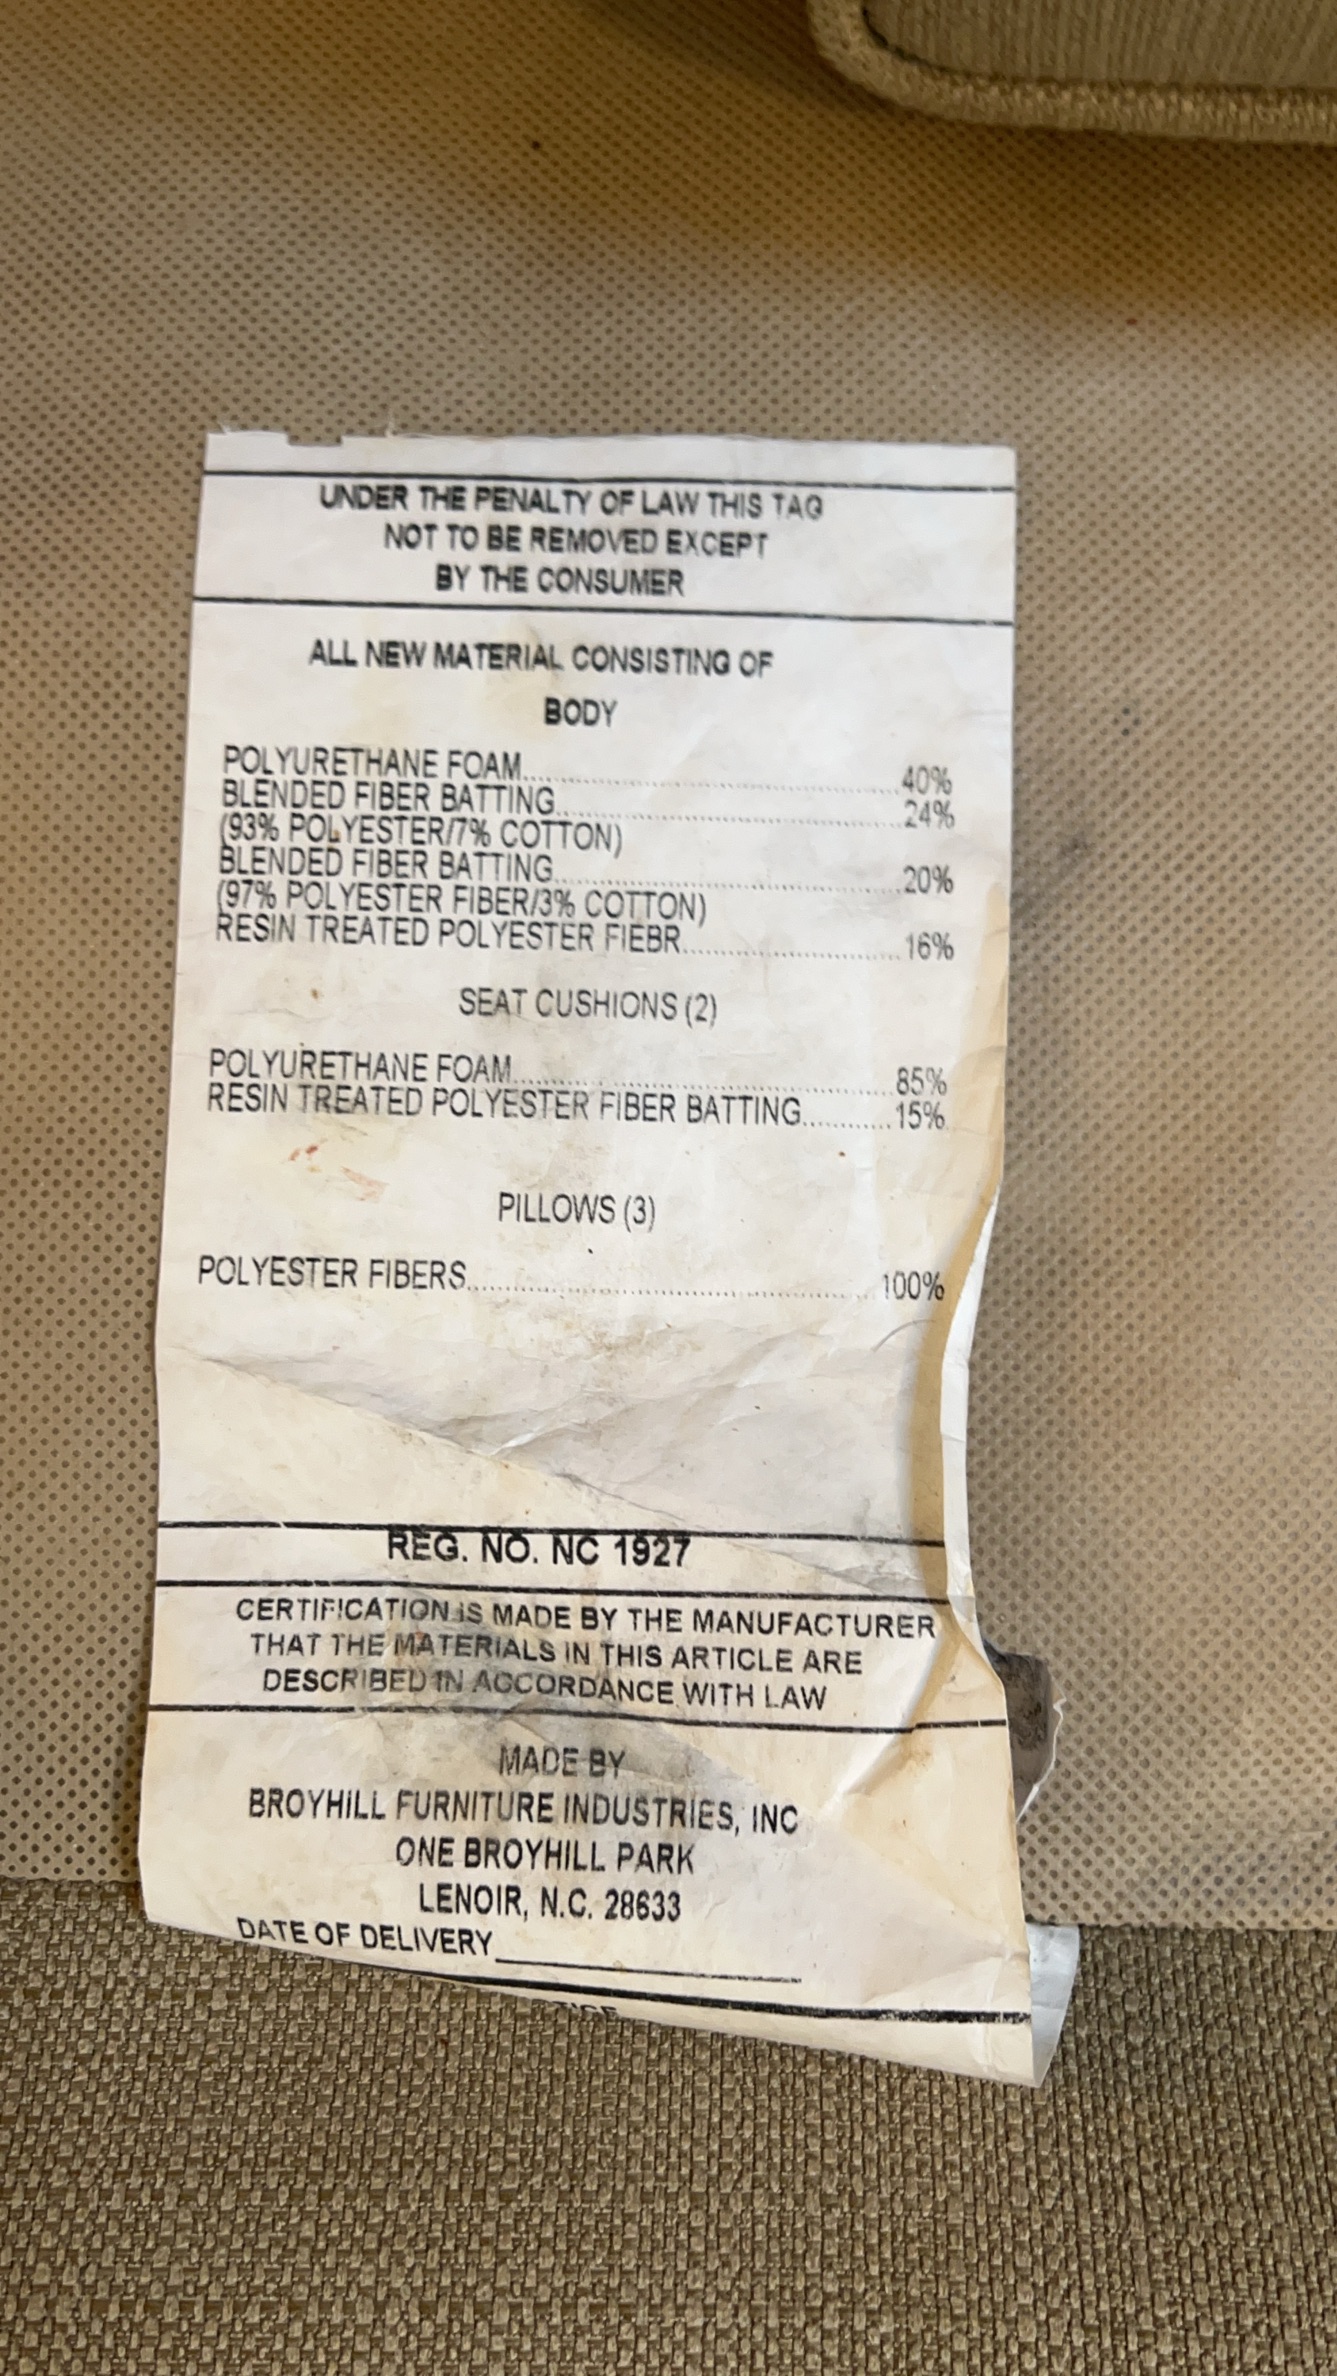 UNDER THE PENALTY OF LAW THIS TAG
NOT TO BE REMOVED EXCEPT
BY THE CONSUMER
ALL NEW MATERIAL CONSISTING OF
BODY
POLYURETHANE FOAM..............................40%
BLENDED FIBER BATTING..............................24%
(93% POLYESTER/7% COTTON)
BLENDED FIBER BATTING..............................20%
(97% POLYESTER FIBER/3% COTTON)
RESIN TREATED POLYESTER FIEBR....................16%
SEAT CUSHIONS (2)
POLYURETHANE FOAM..............................85%
RESIN TREATED POLYESTER FIBER BATTING............15%
PILLOWS (3)
POLYESTER FIBERS..............................100%
REG. NO. NC 1927
CERTIFICATION IS MADE BY THE MANUFACTURER
THAT THE MATERIALS IN THIS ARTICLE ARE
DESCRIBED IN ACCORDANCE WITH LAW
MADE BY
BROYHILL FURNITURE INDUSTRIES, INC
ONE BROYHILL PARK
LENOIR, N.C. 28633
DATE OF DELIVERY____________________